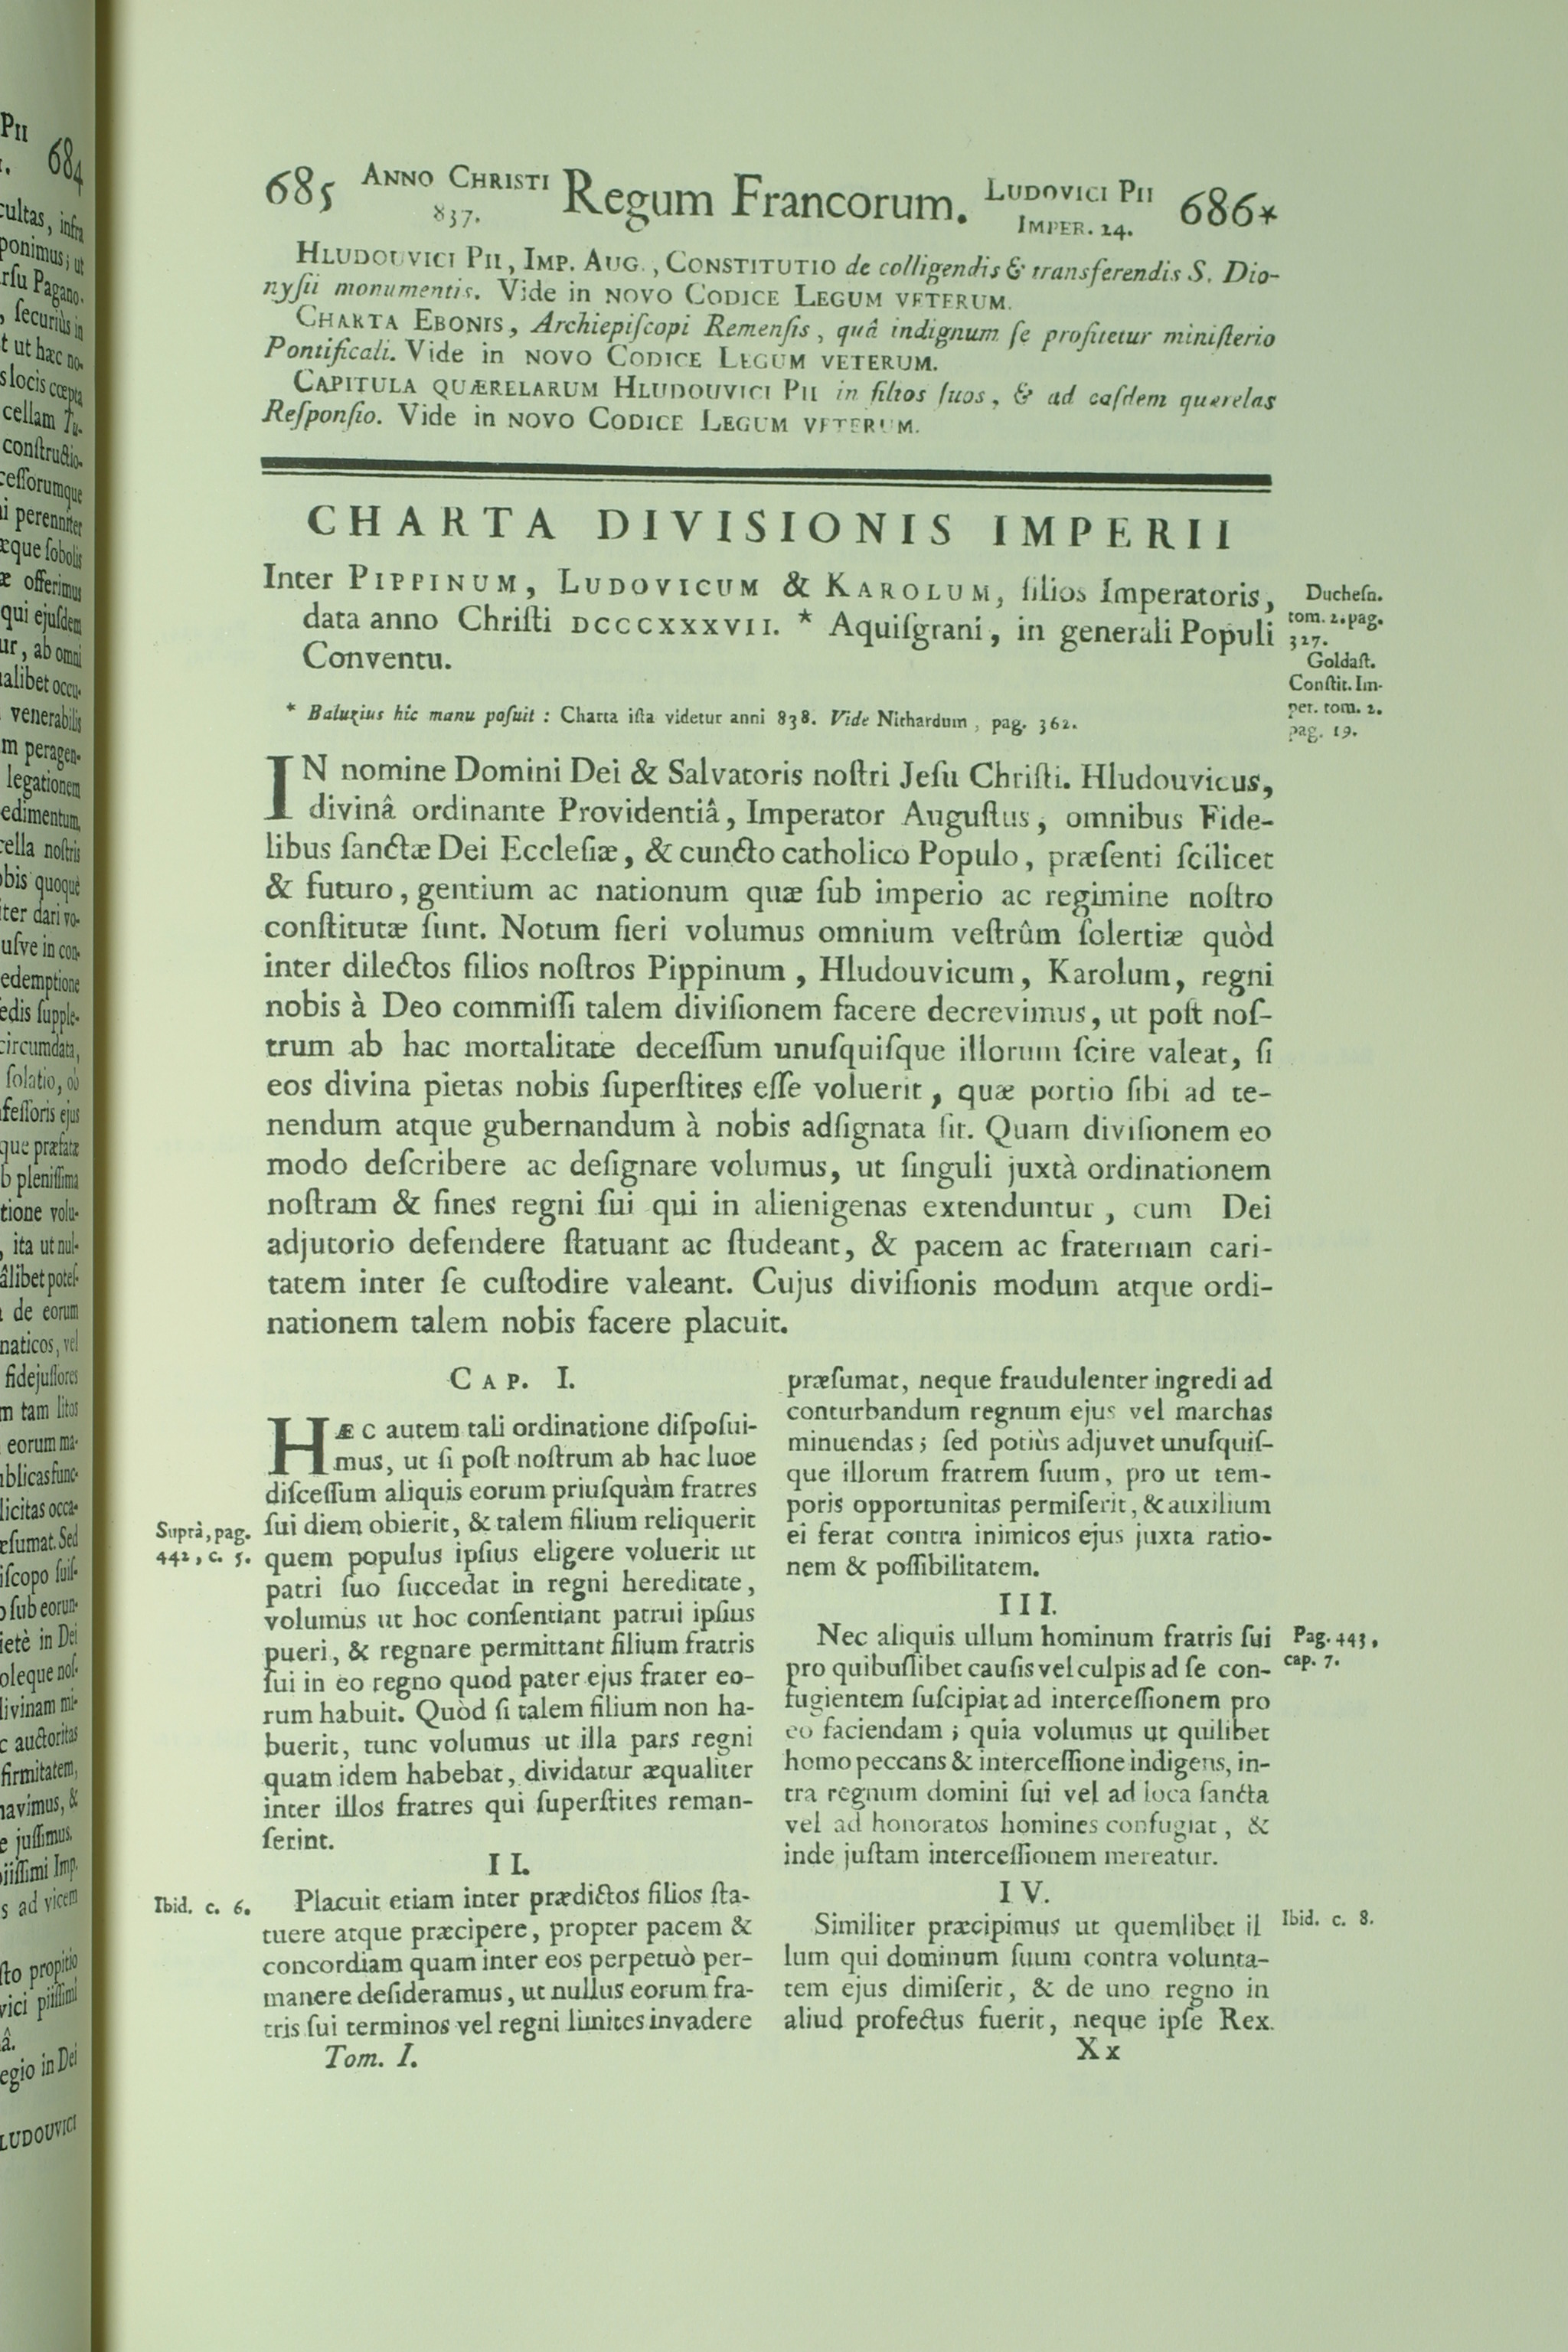 685 ANNO CHRISTI 837. Regum Francorum. LUDOVICI PII IMPER. 24. 686*
HLUDOUVICI PII, IMP. AUG., CONSTITUTIO de colligendis & transferendis S. Dio-
nyſii monumentis. Vide in NOVO CODICE LEGUM VETERUM.
CHARTA EBONIS, Archiepiſcopi Remenſis, quâ indignum ſe profitetur miniſterio
Pontificali. Vide in NOVO CODICE LEGUM VETERUM.
CAPITULA QUÆRELARUM HLUDOUVICI PII in filios ſuos, & ad eaſdem querelas
Reſponſio. Vide in NOVO CODICE LEGUM VETERUM.
CHARTA DIVISIONIS IMPERII
Inter PIPPINUM, LUDOVICUM & KAROLUM, filios Imperatoris,
data anno Chriſti DCCCXXXVII. * Aquiſgrani, in generali Populi
Conventu.
Ducheſn.
tom. 2. pag.
327.
Goldaſt.
Conſtit. Im-
per. tom. 2.
pag. 19.
* Baluzius hîc manu poſuit : Charta iſta videtur anni 838. Vide Nithardum, pag. 362.
IN nomine Domini Dei & Salvatoris noſtri Jeſu Chriſti. Hludouvicus,
divinâ ordinante Providentiâ, Imperator Auguſtus, omnibus Fide-
libus ſanctæ Dei Eccleſiæ, & cuncto catholico Populo, præſenti ſcilicet
& futuro, gentium ac nationum quæ ſub imperio ac regimine noſtro
conſtitutæ ſunt. Notum fieri volumus omnium veſtrûm ſolertiæ quòd
inter dilectos filios noſtros Pippinum, Hludouvicum, Karolum, regni
nobis à Deo commiſſi talem diviſionem facere decrevimus, ut poſt noſ-
trum ab hac mortalitate deceſſum unuſquiſque illorum ſcire valeat, ſi
eos divina pietas nobis ſuperſtites eſſe voluerit, quæ portio ſibi ad te-
nendum atque gubernandum à nobis adſignata ſit. Quam diviſionem eo
modo deſcribere ac deſignare volumus, ut ſinguli juxtà ordinationem
noſtram & fines regni ſui qui in alienigenas extenduntur, cum Dei
adjutorio defendere ſtatuant ac ſtudeant, & pacem ac fraternam cari-
tatem inter ſe cuſtodire valeant. Cujus diviſionis modum atque ordi-
nationem talem nobis facere placuit.
CAP. I.
HÆC autem tali ordinatione diſpoſui-
mus, ut ſi poſt noſtrum ab hac luoe
diſceſſum aliquis eorum priuſquàm fratres
ſui diem obierit, & talem filium reliquerit
quem populus ipſius eligere voluerit ut
patri ſuo ſuccedat in regni hereditate,
volumus ut hoc conſentiant patrui ipſius
pueri, & regnare permittant filium fratris
ſui in eo regno quod pater ejus frater eo-
rum habuit. Quòd ſi talem filium non ha-
buerit, tunc volumus ut illa pars regni
quam idem habebat, dividatur æqualiter
inter illos fratres qui ſuperſtites reman-
ſerint.
Suprà, pag.
442, c. 5.
II.
Placuit etiam inter prædictos filios ſta-
tuere atque præcipere, propter pacem &
concordiam quam inter eos perpetuò per-
manere deſideramus, ut nullus eorum fra-
tris ſui terminos vel regni limites invadere
Ibid. c. 6.
Tom. I.
præſumat, neque fraudulenter ingredi ad
conturbandum regnum ejus vel marchas
minuendas; ſed potiùs adjuvet unuſquiſ-
que illorum fratrem ſuum, pro ut tem-
poris opportunitas permiſerit, & auxilium
ei ferat contra inimicos ejus juxta ratio-
nem & poſſibilitatem.
III.
Nec aliquis ullum hominum fratris ſui
pro quibuſlibet cauſis vel culpis ad ſe con-
fugientem ſuſcipiat ad interceſſionem pro
eo faciendam; quia volumus ut quilibet
homo peccans & interceſſione indigens, in-
tra regnum domini ſui vel ad loca ſancta
vel ad honoratos homines confugiat, &
inde juſtam interceſſionem mereatur.
Pag. 443,
cap. 7.
IV.
Similiter præcipimus ut quemlibet il
lum qui dominum ſuum contra volunta-
tem ejus dimiſerit, & de uno regno in
aliud profectus fuerit, neque ipſe Rex
Ibid. c. 8.
Xx